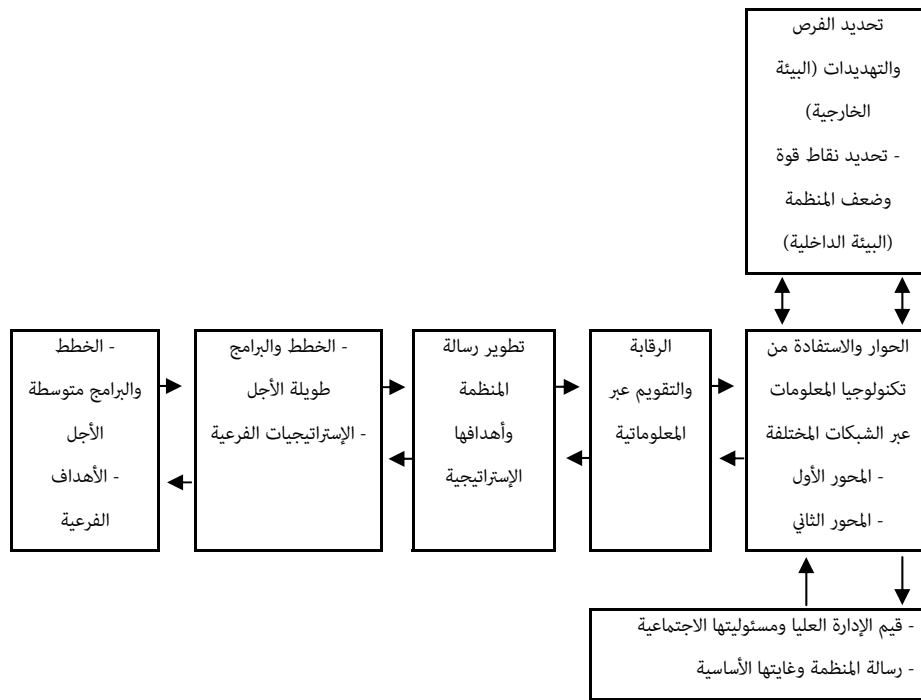 تحديد الفرص
والتهديدات (البيئة
الخارجية)
- تحديد نقاط قوة
وضعف المنظمة
(البيئة الداخلية)
الحوار والاستفادة من
تكنولوجيا المعلومات
عبر الشبكات المختلفة
- المحور الأول
- المحور الثاني
الرقابة
والتقويم عبر
المعلوماتية
تطوير رسالة
المنظمة
وأهدافها
الإستراتيجية
- الخطط والبرامج
طويلة الأجل
- الإستراتيجيات الفرعية
- الخطط
والبرامج متوسطة
الأجل
- الأهداف
الفرعية
- قيم الإدارة العليا ومسئوليتها الاجتماعية
- رسالة المنظمة وغايتها الأساسية